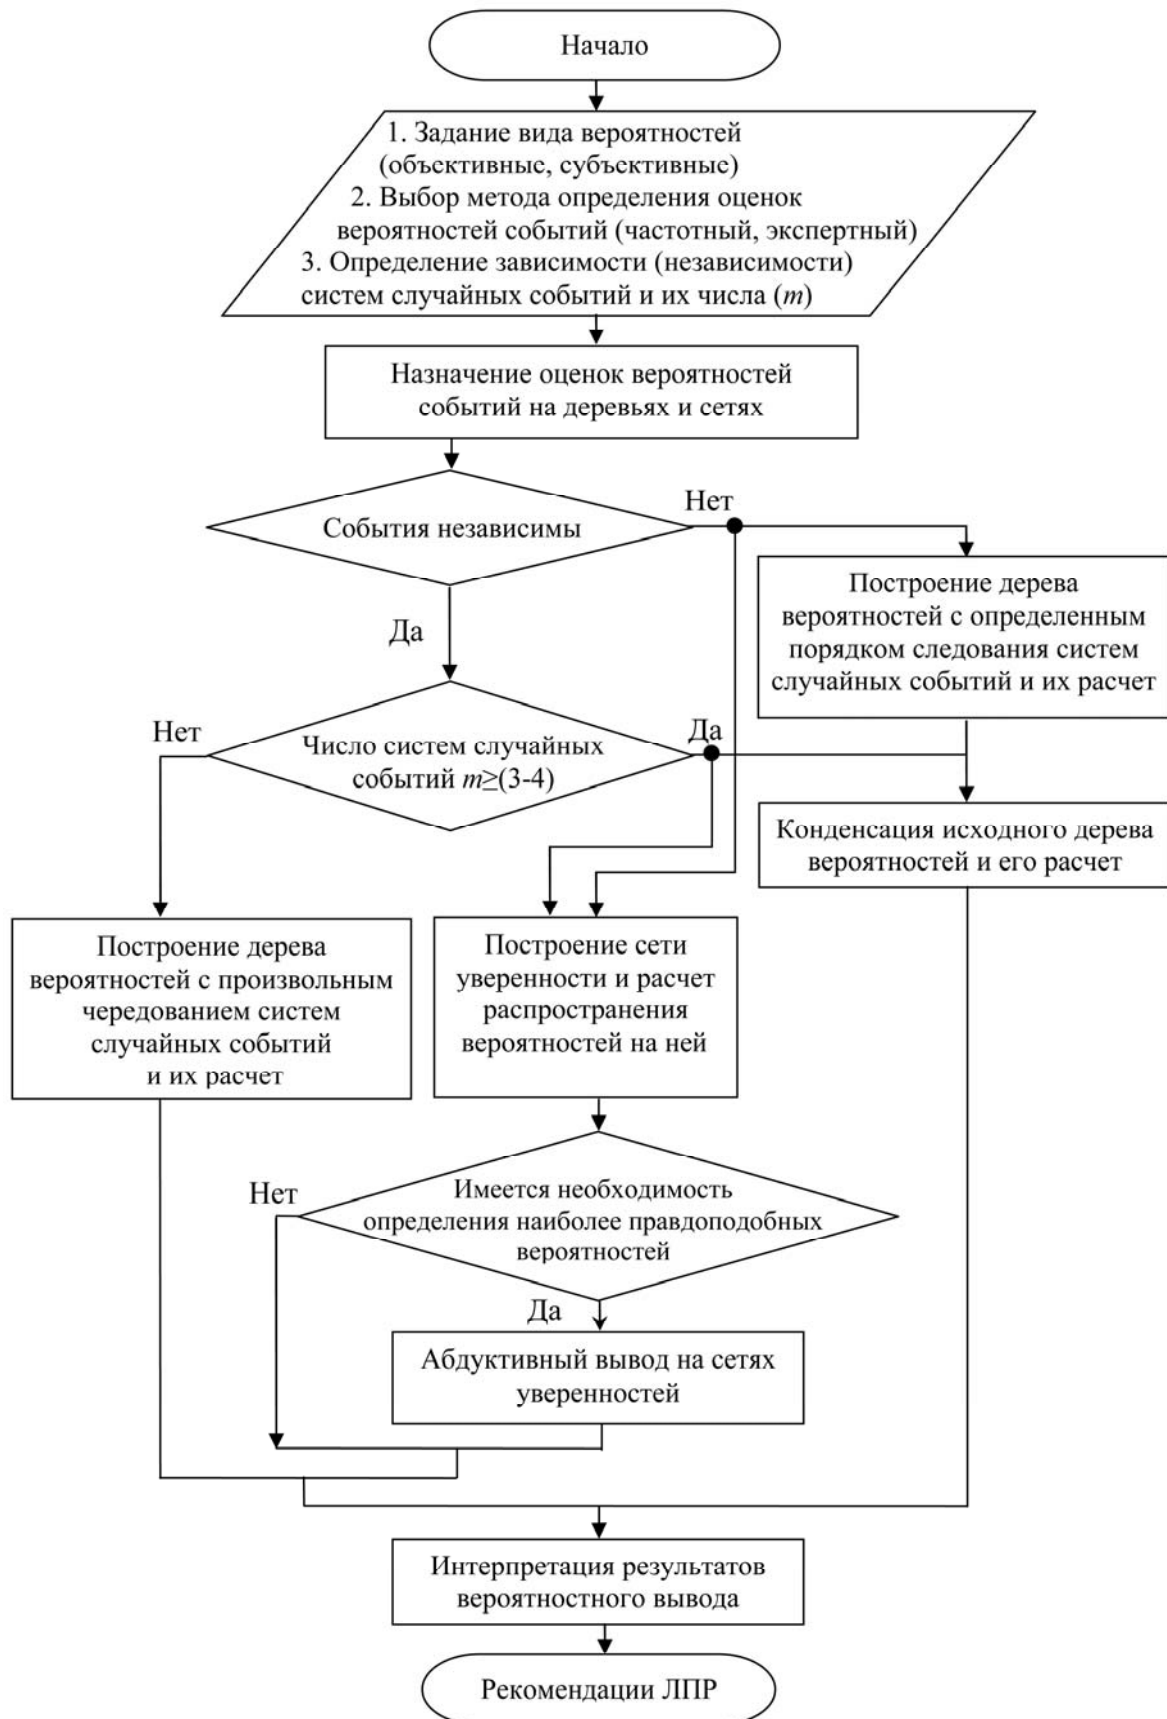 Начало
1. Задание вида вероятностей
(объективные, субъективные)
2. Выбор метода определения оценок
вероятностей событий (частотный, экспертный)
3. Определение зависимости (независимости)
систем случайных событий и их числа (m)
Назначение оценок вероятностей
событий на деревьях и сетях
События независимы
Нет
Да
Построение дерева
вероятностей с определенным
порядком следования систем
случайных событий и их расчет
Число систем случайных
событий m≥(3-4)
Нет
Да
Конденсация исходного дерева
вероятностей и его расчет
Построение дерева
вероятностей с произвольным
чередованием систем
случайных событий
и их расчет
Построение сети
уверенности и расчет
распространения
вероятностей на ней
Имеется необходимость
определения наиболее правдоподобных
вероятностей
Нет
Да
Абдуктивный вывод на сетях
уверенностей
Интерпретация результатов
вероятностного вывода
Рекомендации ЛПР